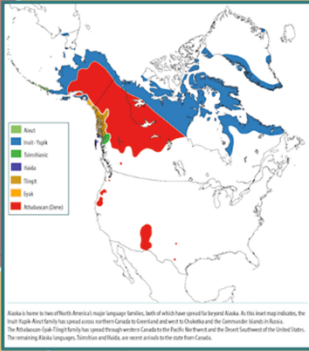 Ainut
Inuit - Yupik
Tsimshianic
Haida
Tlingit
Eyak
Athabascan (Dene)
Alaska is home to two of North America's major language families, both of which have spread far beyond Alaska. As this inset map indicates, the
Inuit-Yupik-Ainut family has spread across northern Canada to Greenland and west to Chukotka and the Commander Islands in Russia.
The Athabascan-Eyak-Tlingit family has spread through western Canada to the Pacific Northwest and the Desert Southwest of the United States.
The remaining Alaska languages, Tsimshian and Haida, are recent arrivals to the state from Canada.